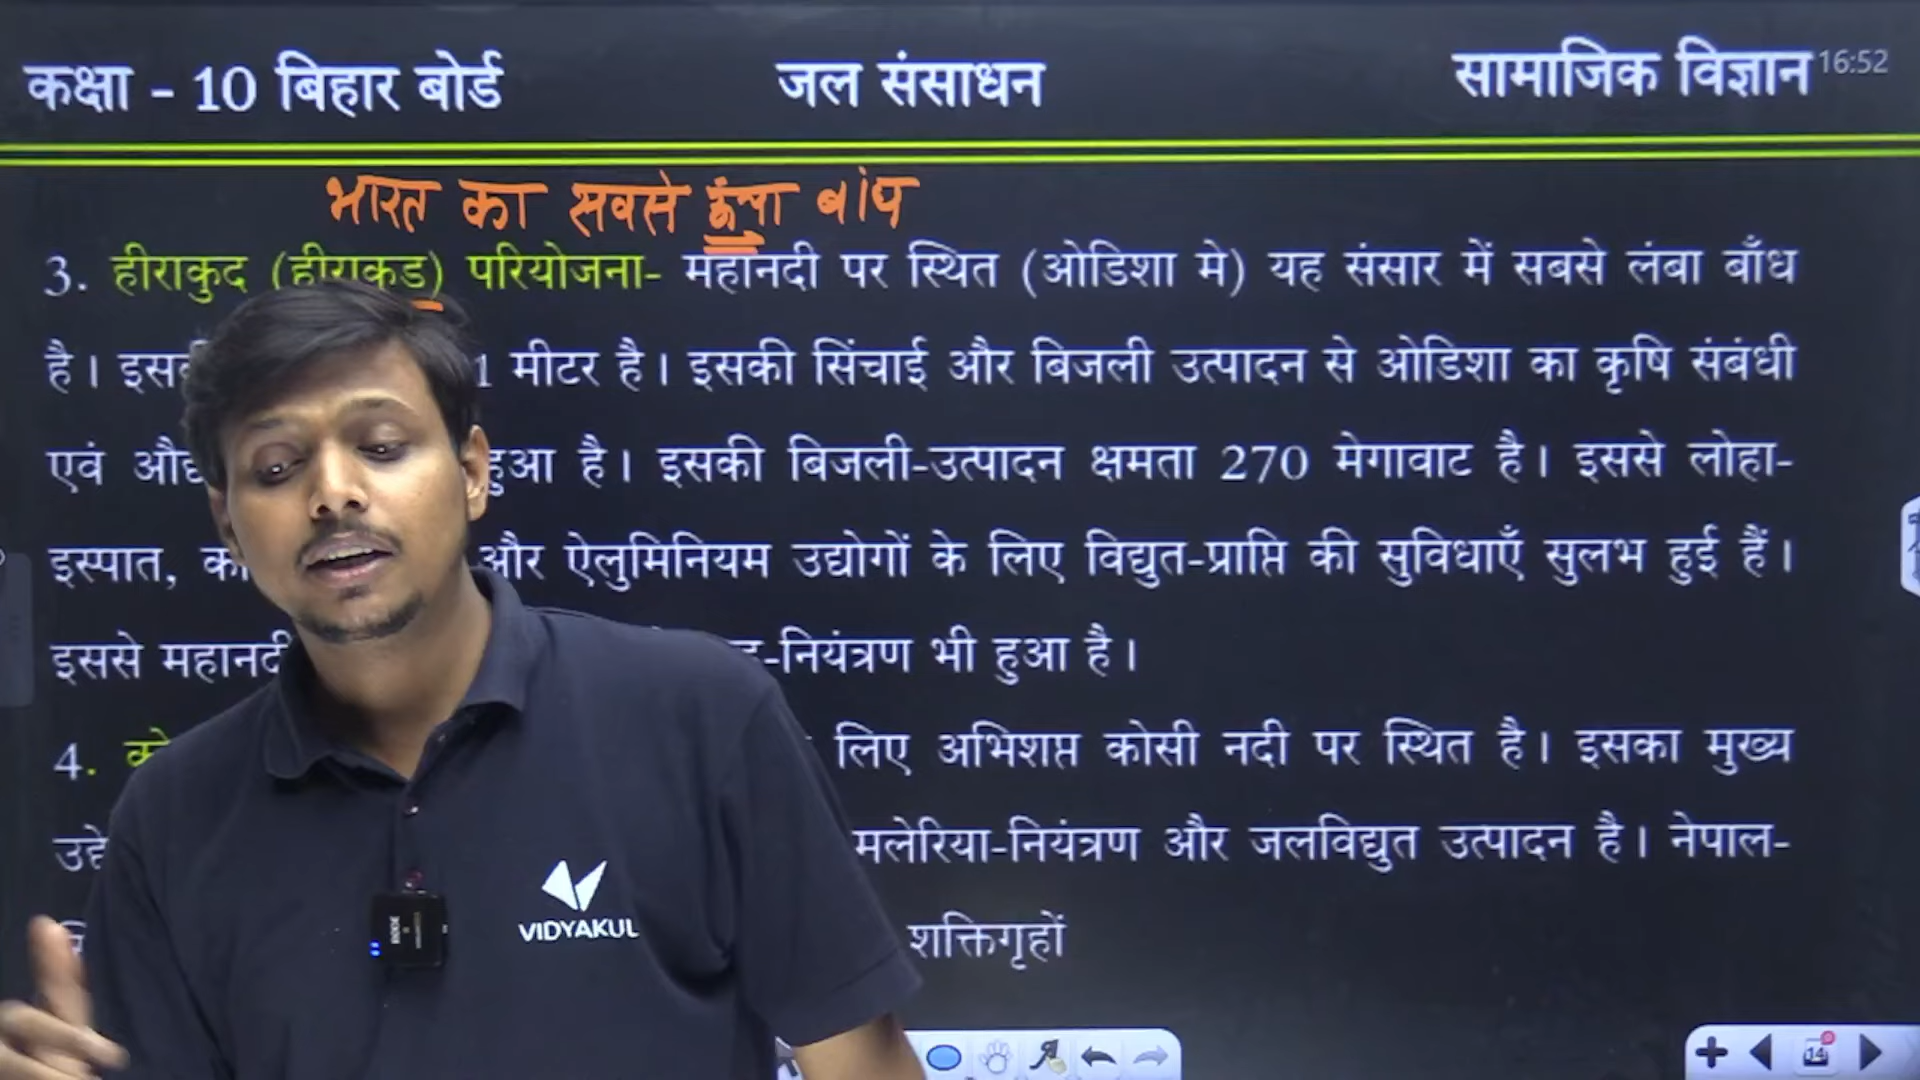 कक्षा - 10 बिहार बोर्ड जल संसाधन सामाजिक विज्ञान 16:52
भारत का सबसे ऊंचा बांध
3. हीराकुद (हीराकुड) परियोजना- महानदी पर स्थित (ओडिशा मे) यह संसार में सबसे लंबा बाँध
है। 1 मीटर है। इसकी सिंचाई और बिजली उत्पादन से ओडिशा का कृषि संबंधी
एवं हुआ है। इसकी बिजली-उत्पादन क्षमता 270 मेगावाट है। इससे लोहा-
इस्पात, और ऐलुमिनियम उद्योगों के लिए विद्युत-प्राप्ति की सुविधाएँ सुलभ हुई हैं।
इससे महानदी -नियंत्रण भी हुआ है।
4. लिए अभिशप्त कोसी नदी पर स्थित है। इसका मुख्य
मलेरिया-नियंत्रण और जलविद्युत उत्पादन है। नेपाल-
शक्तिगृहों
VIDYAKUL
14